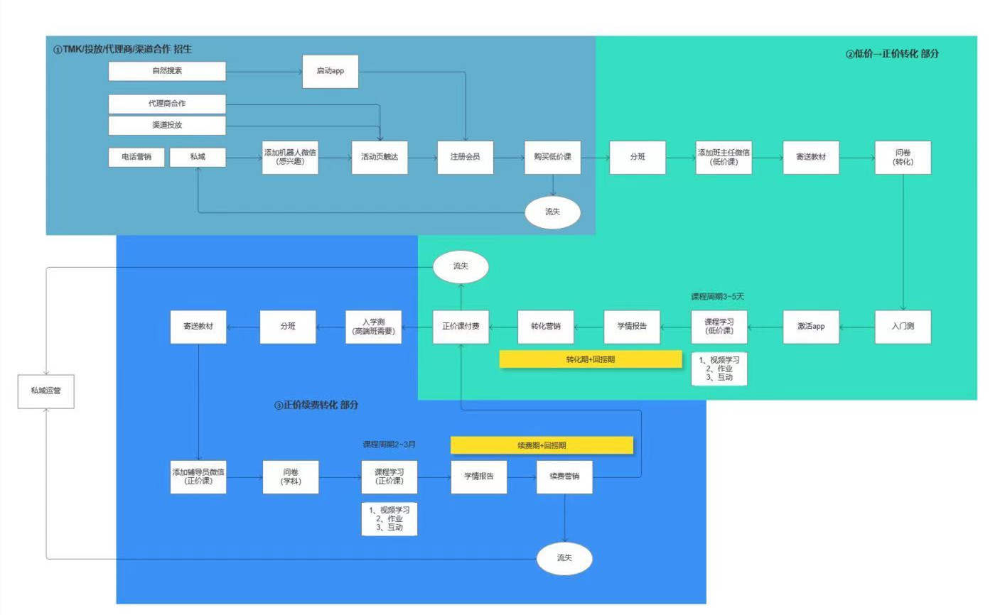 ①TMK/投放/代理商/渠道合作 招生
②低价→正价转化 部分
自然搜索
启动app
代理商合作
渠道投放
电话营销
私域
添加机器人微信
(感兴趣)
活动页触达
注册会员
购买低价课
分班
添加班主任微信
(低价课)
寄送教材
问卷
(转化)
流失
流失
课程周期3~5天
寄送教材
分班
入学测
(高端班需要)
正价课付费
转化营销
学情报告
课程学习
(低价课)
激活app
入门测
转化期+回捞期
1、视频学习
2、作业
3、互动
私域运营
③正价续费转化 部分
课程周期2~3月
续费期+回捞期
添加辅导员微信
(正价课)
问卷
(学科)
课程学习
(正价课)
学情报告
续费营销
1、视频学习
2、作业
3、互动
流失